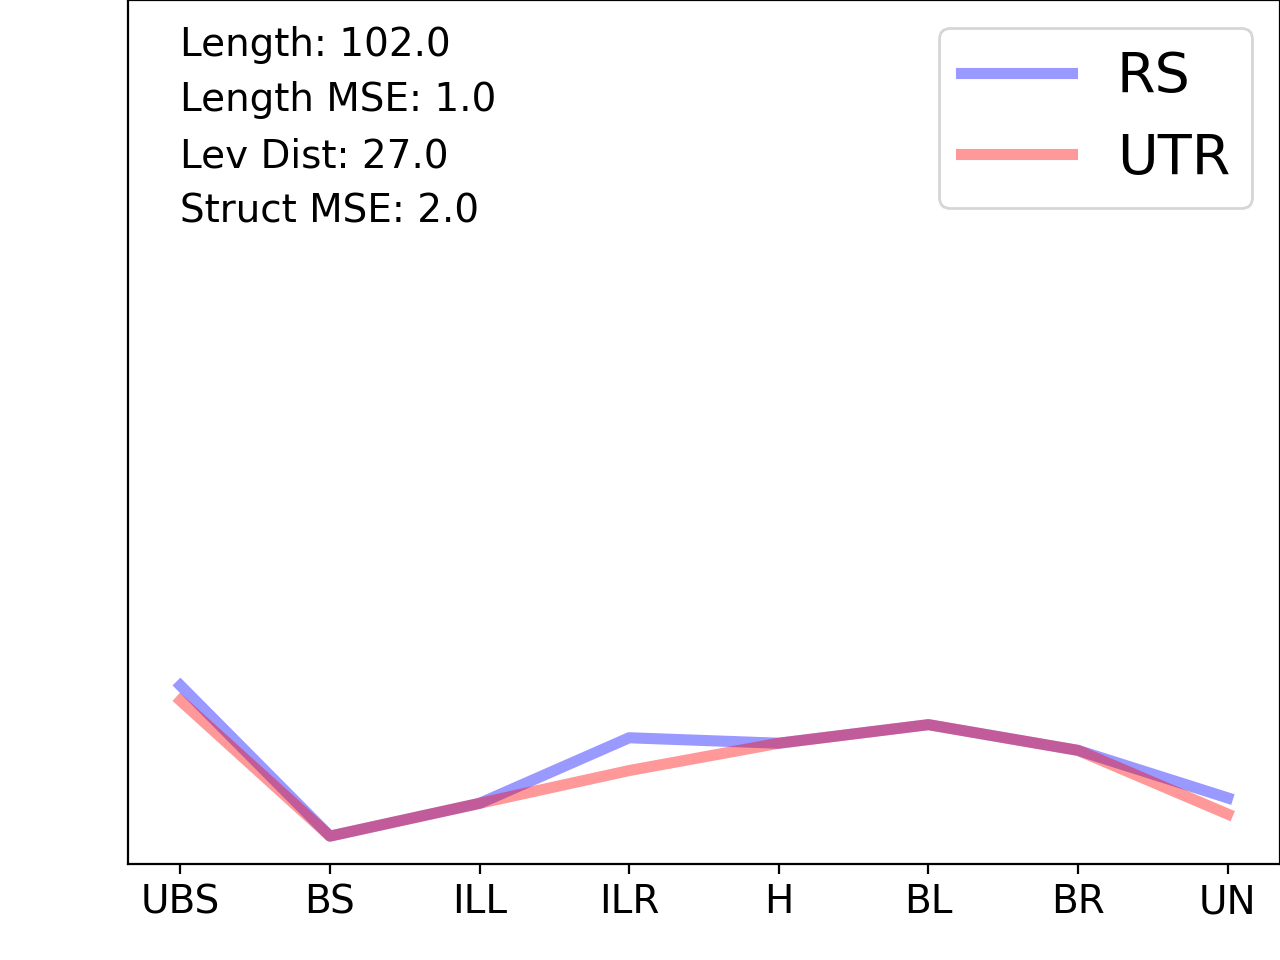 Length: 102.0
Length MSE: 1.0
Lev Dist: 27.0
Struct MSE: 2.0
RS
UTR
UBS BS ILL ILR H BL BR UN